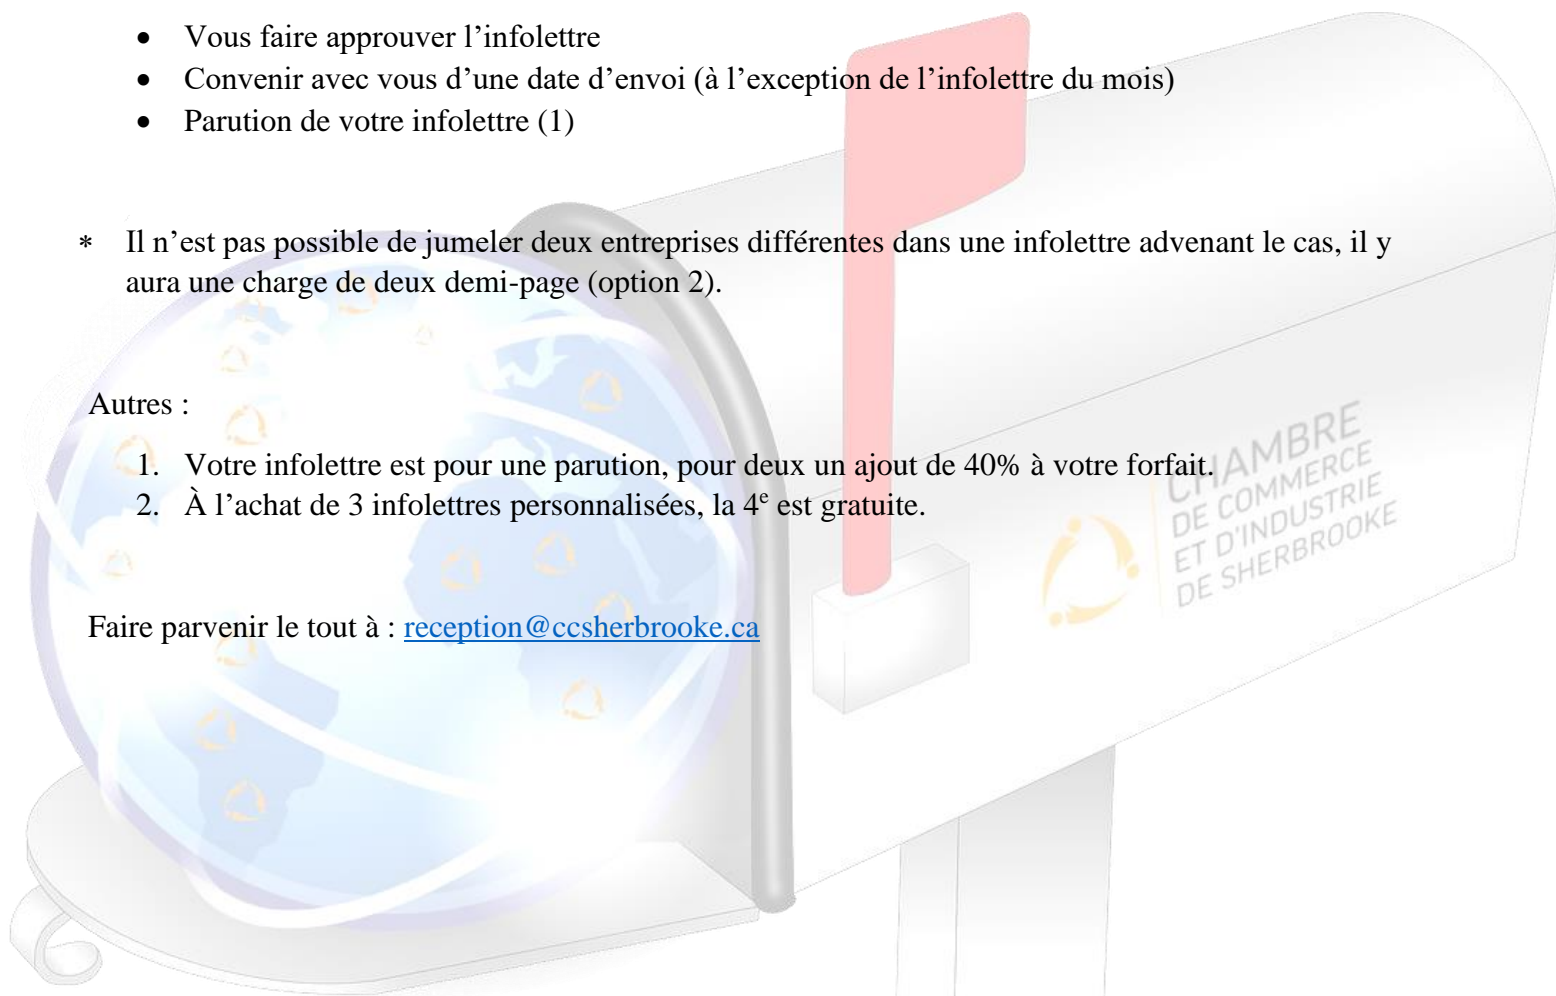 • Vous faire approuver l’infolettre
• Convenir avec vous d’une date d’envoi (à l’exception de l’infolettre du mois)
• Parution de votre infolettre (1)
* Il n’est pas possible de jumeler deux entreprises différentes dans une infolettre advenant le cas, il y
aura une charge de deux demi-page (option 2).
Autres :
1. Votre infolettre est pour une parution, pour deux un ajout de 40% à votre forfait.
2. À l’achat de 3 infolettres personnalisées, la 4e est gratuite.
Faire parvenir le tout à : reception@ccsherbrooke.ca
CHAMBRE
DE COMMERCE
ET D'INDUSTRIE
DE SHERBROOKE